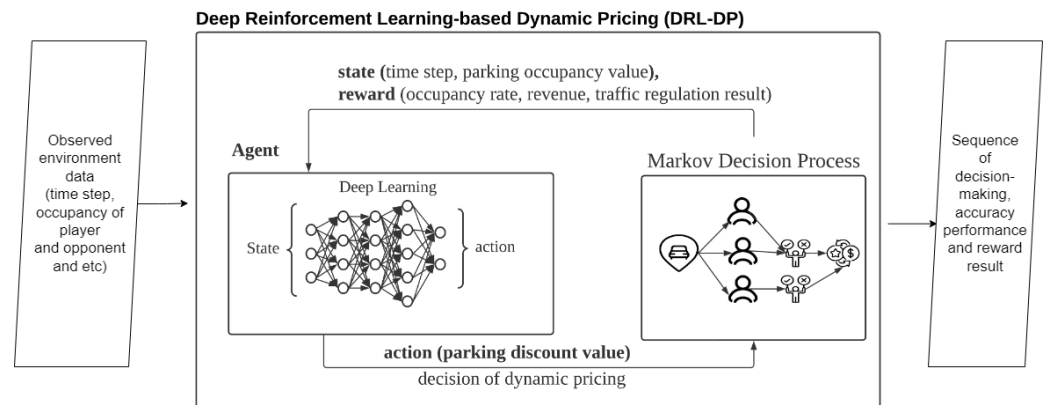 Deep Reinforcement Learning-based Dynamic Pricing (DRL-DP)
Observed
environment
data
(time step,
occupancy of
player
and opponent
and etc)
state (time step, parking occupancy value),
reward (occupancy rate, revenue, traffic regulation result)
Agent
Deep Learning
State
action
Markov Decision Process
$
action (parking discount value)
decision of dynamic pricing
Sequence
of
decision-
making,
accuracy
performance
and reward
result